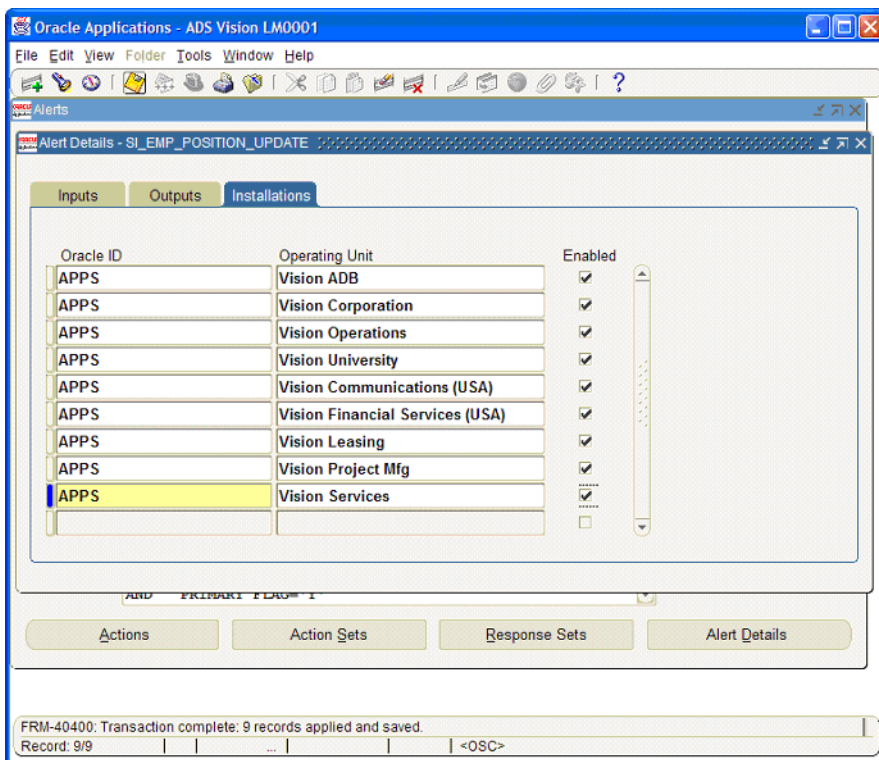 Oracle Applications - ADS Vision LM0001
File Edit View Folder Tools Window Help
Alerts
Alert Details - SI_EMP_POSITION_UPDATE
Inputs Outputs Installations
Oracle ID Operating Unit Enabled
APPS Vision ADB
APPS Vision Corporation
APPS Vision Operations
APPS Vision University
APPS Vision Communications (USA)
APPS Vision Financial Services (USA)
APPS Vision Leasing
APPS Vision Project Mfg
APPS Vision Services
AND PRIMARY_FLAG='Y'
Actions Action Sets Response Sets Alert Details
FRM-40400: Transaction complete: 9 records applied and saved.
Record: 9/9 ... <OSC>